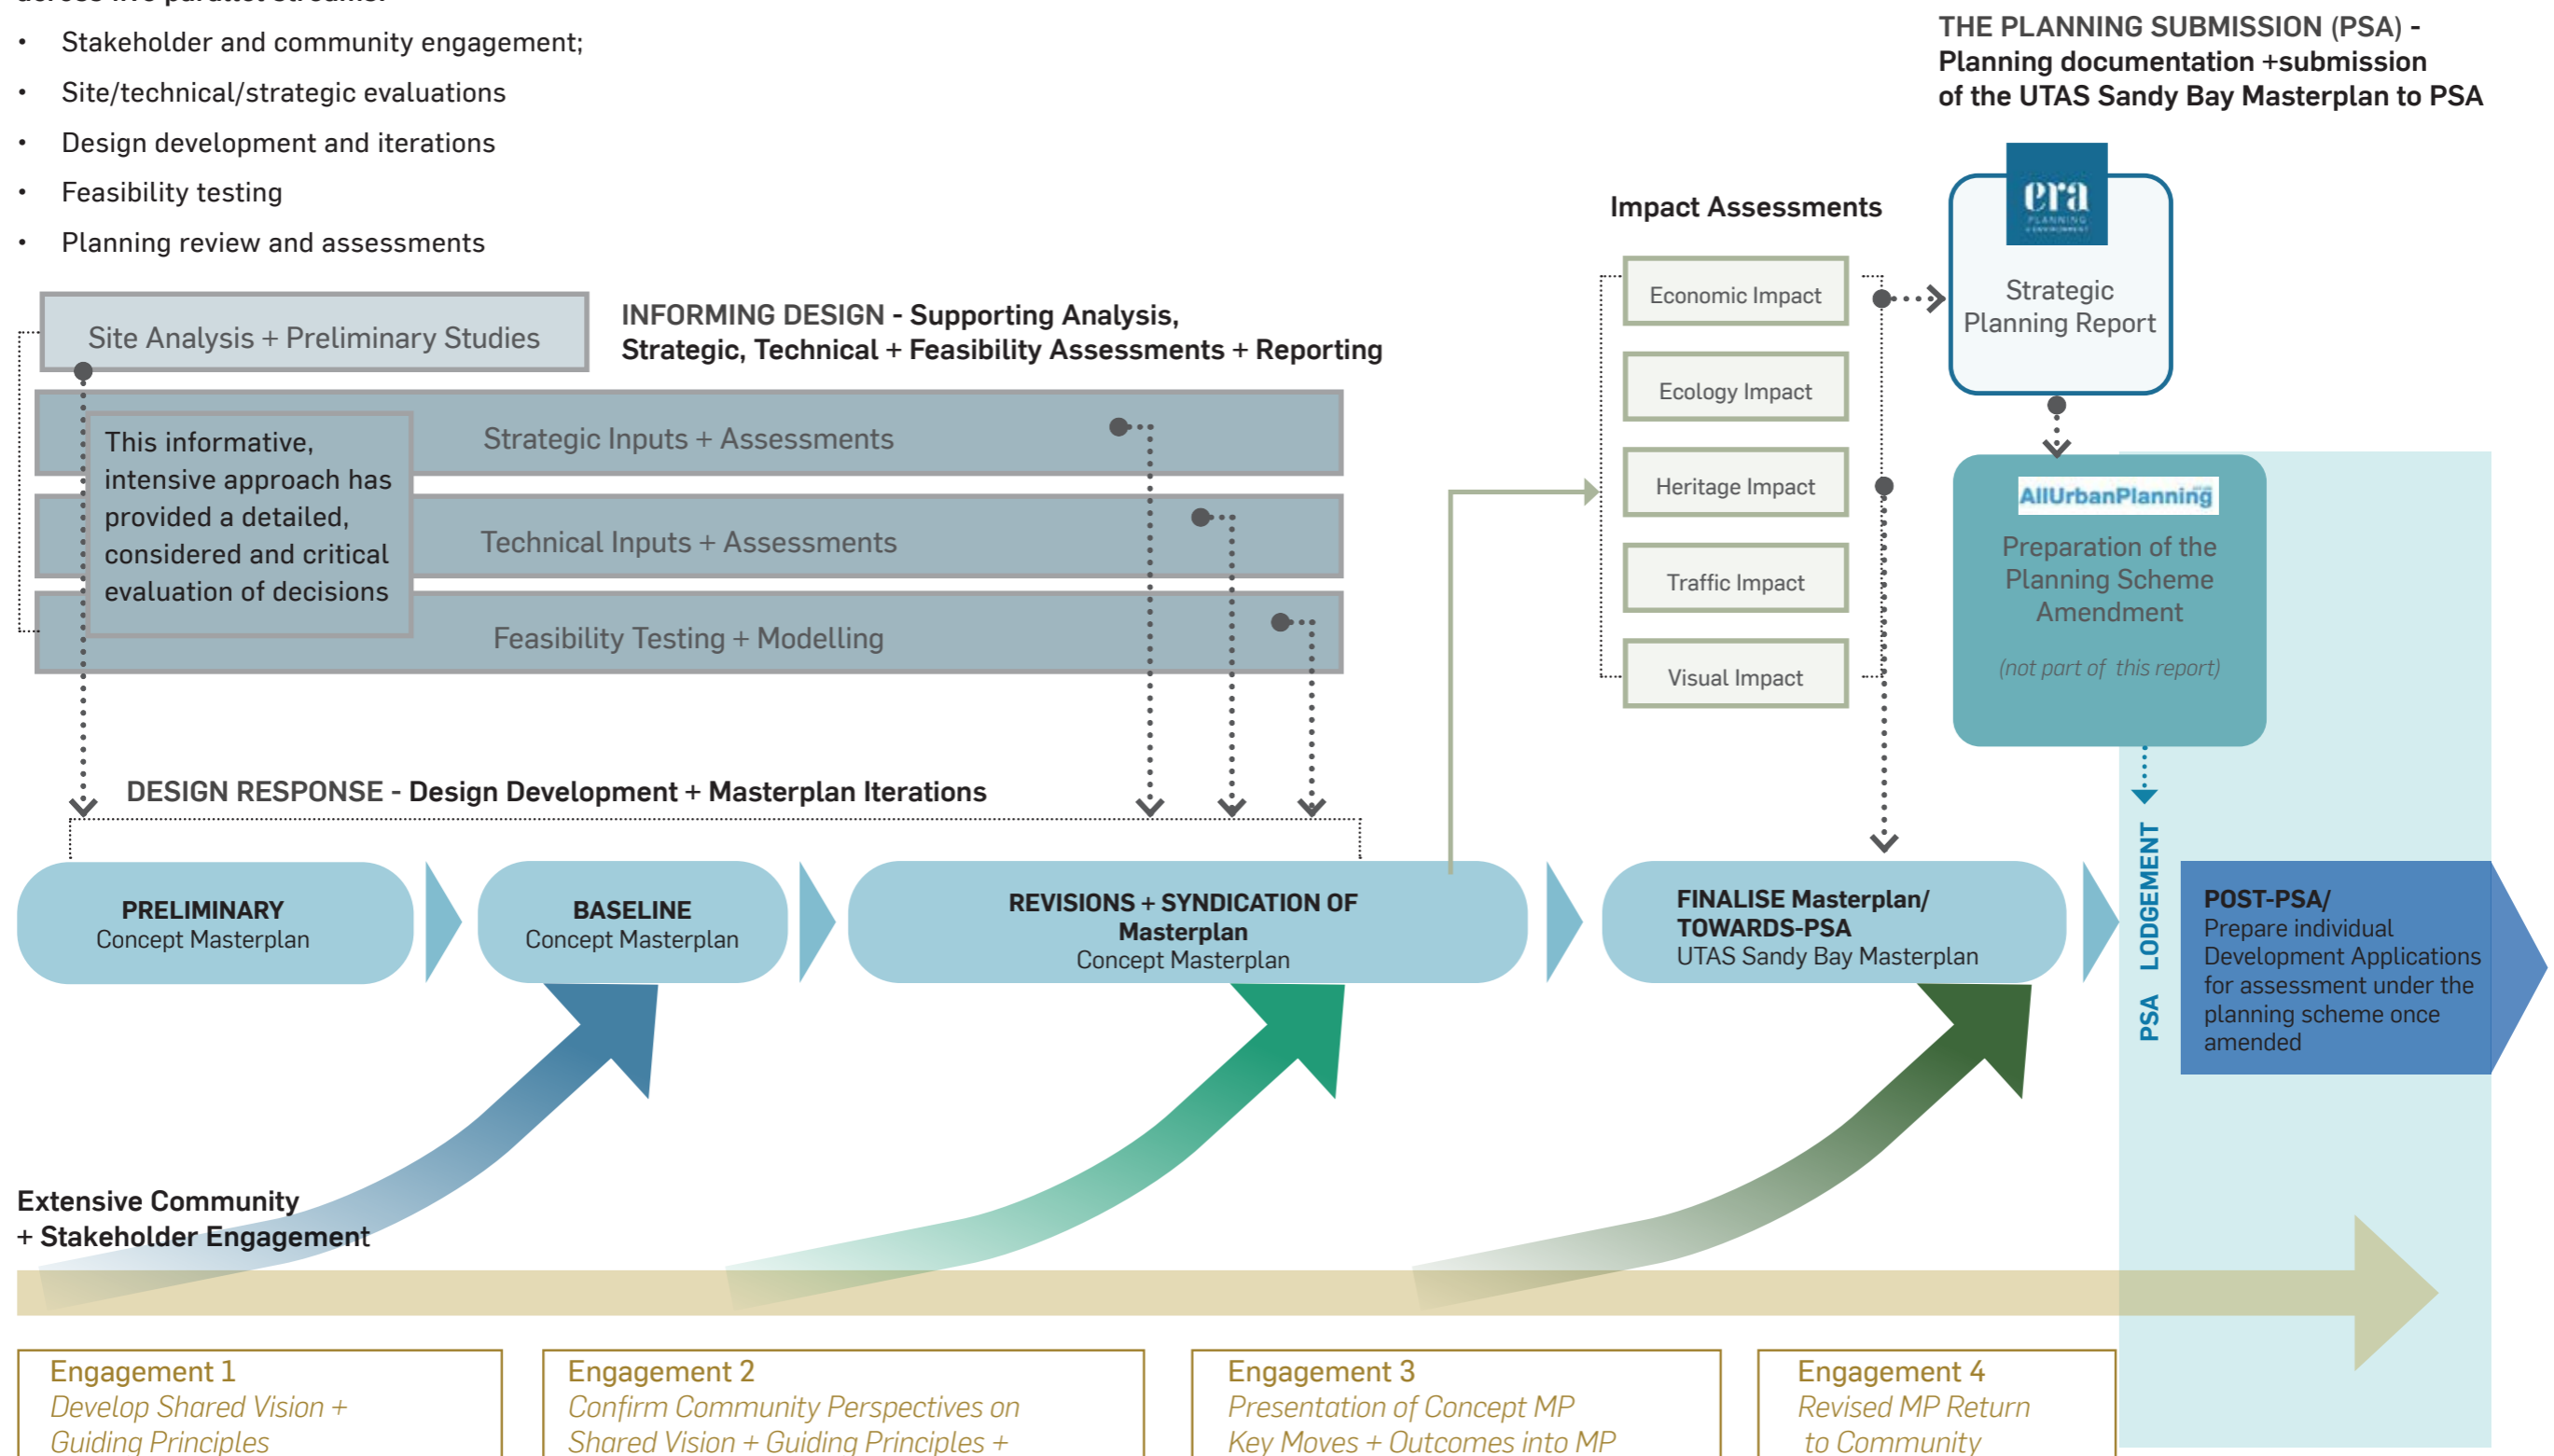 across five parallel streams:
• Stakeholder and community engagement;
• Site/technical/strategic evaluations
• Design development and iterations
• Feasibility testing
• Planning review and assessments
THE PLANNING SUBMISSION (PSA) -
Planning documentation +submission
of the UTAS Sandy Bay Masterplan to PSA
era
PLANNING
& ENVIRONMENT
Strategic
Planning Report
Impact Assessments
Economic Impact
Ecology Impact
Heritage Impact
Traffic Impact
Visual Impact
Site Analysis + Preliminary Studies
INFORMING DESIGN - Supporting Analysis,
Strategic, Technical + Feasibility Assessments + Reporting
This informative,
intensive approach has
provided a detailed,
considered and critical
evaluation of decisions
Strategic Inputs + Assessments
Technical Inputs + Assessments
Feasibility Testing + Modelling
AllUrbanPlanning
Preparation of the
Planning Scheme
Amendment
(not part of this report)
DESIGN RESPONSE - Design Development + Masterplan Iterations
PRELIMINARY
Concept Masterplan
BASELINE
Concept Masterplan
REVISIONS + SYNDICATION OF
Masterplan
Concept Masterplan
FINALISE Masterplan/
TOWARDS-PSA
UTAS Sandy Bay Masterplan
PSA LODGEMENT
POST-PSA/
Prepare individual
Development Applications
for assessment under the
planning scheme once
amended
Extensive Community
+ Stakeholder Engagement
Engagement 1
Develop Shared Vision +
Guiding Principles
Engagement 2
Confirm Community Perspectives on
Shared Vision + Guiding Principles +
Engagement 3
Presentation of Concept MP
Key Moves + Outcomes into MP
Engagement 4
Revised MP Return
to Community